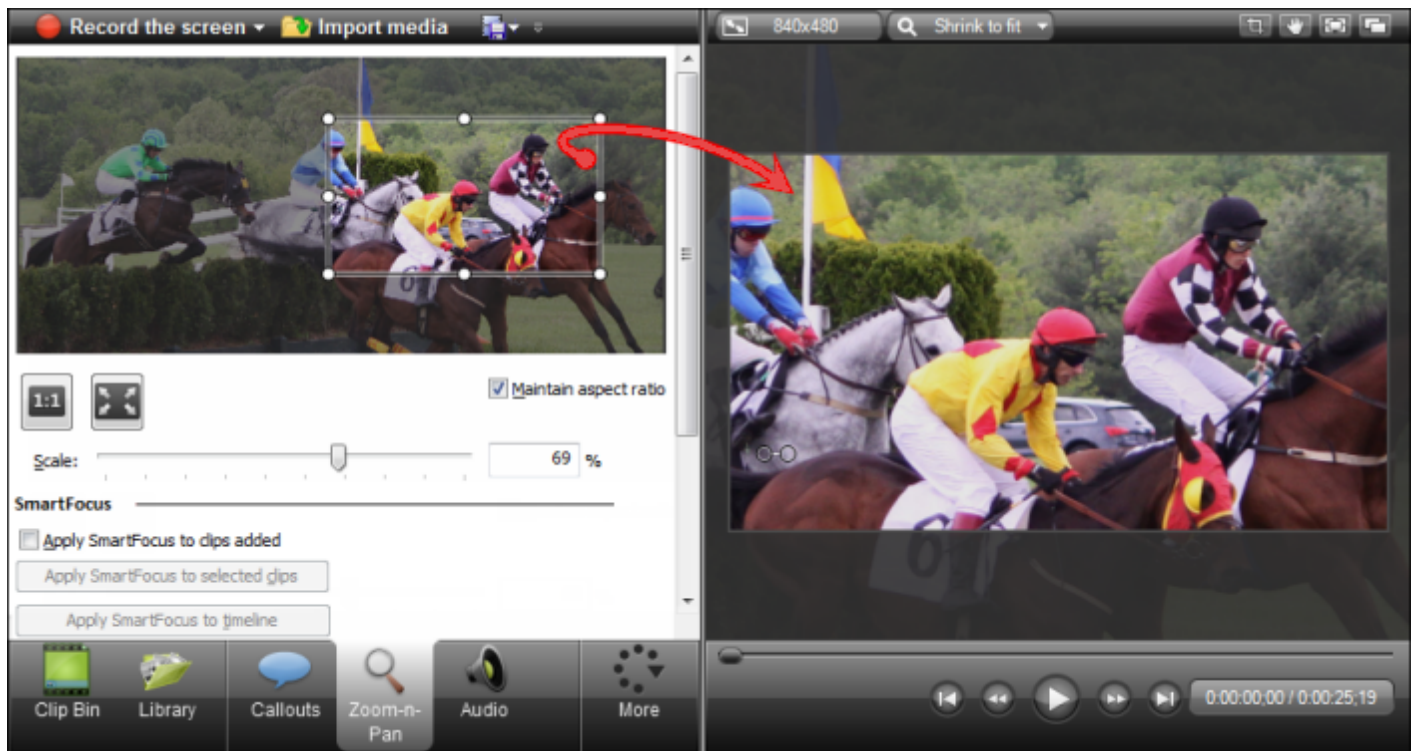 Record the screen
Import media
840x480
Shrink to fit
6
6
1:1
Maintain aspect ratio
Scale:
69 %
SmartFocus
Apply SmartFocus to clips added
Apply SmartFocus to selected clips
Apply SmartFocus to timeline
Clip Bin
Library
Callouts
Zoom-n-
Pan
Audio
More
0:00:00;00 / 0:00:25;19